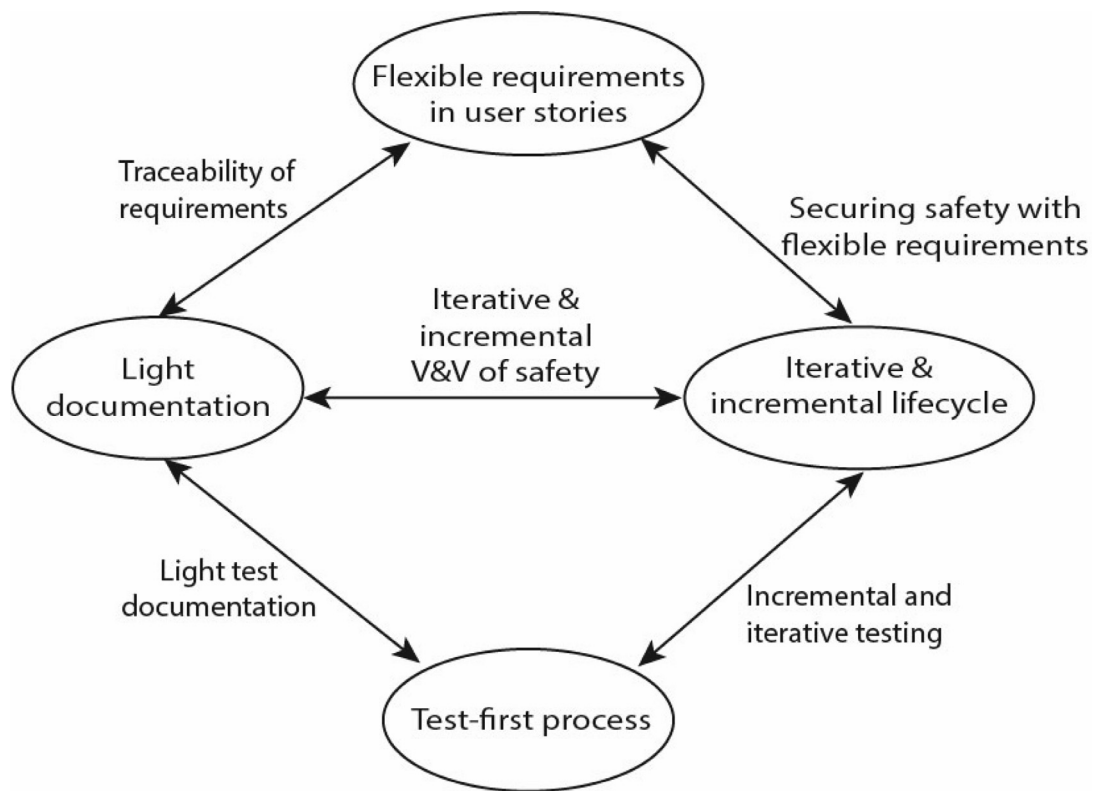 Flexible requirements
in user stories
Traceability of
requirements
Securing safety with
flexible requirements
Iterative &
incremental
V&V of safety
Light
documentation
Iterative &
incremental lifecycle
Light test
documentation
Incremental and
iterative testing
Test-first process